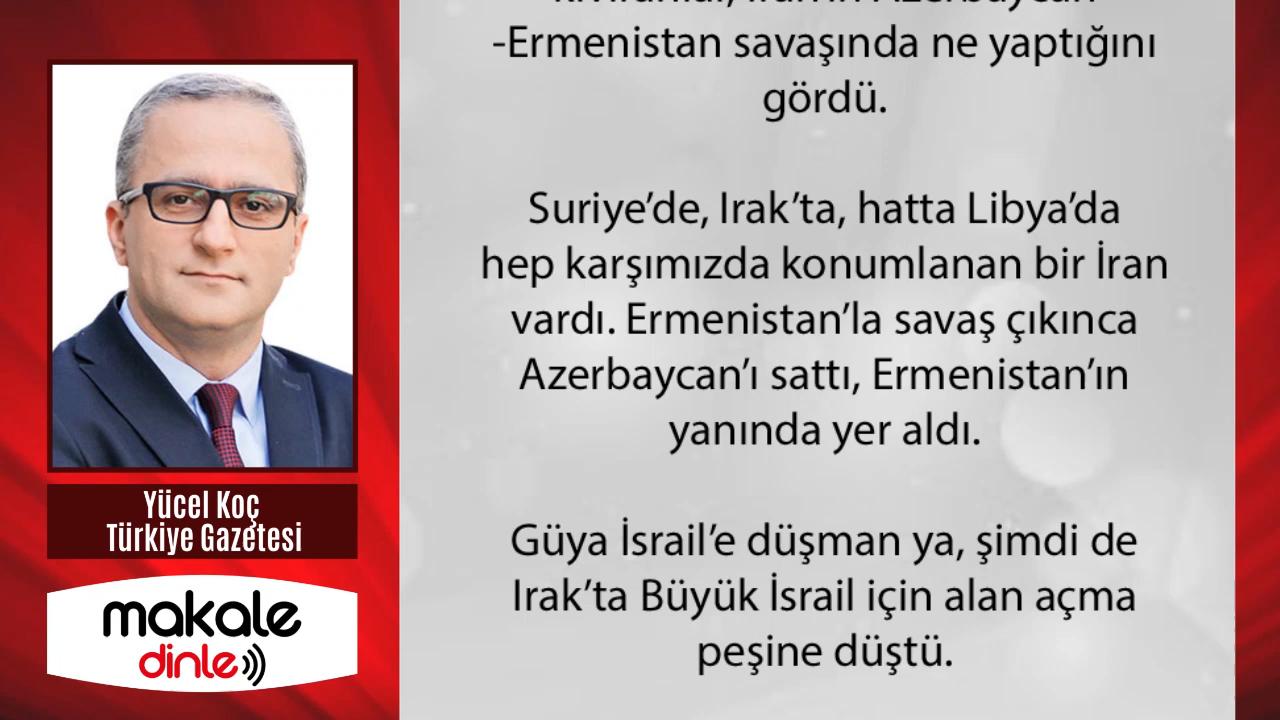 -Ermenistan savaşında ne yaptığını
gördü.
Suriye’de, Irak’ta, hatta Libya’da
hep karşımızda konumlanan bir İran
vardı. Ermenistan’la savaş çıkınca
Azerbaycan’ı sattı, Ermenistan’ın
yanında yer aldı.
Güya İsrail’e düşman ya, şimdi de
Irak’ta Büyük İsrail için alan açma
peşine düştü.
Yücel Koç
Türkiye Gazetesi
makale
dinle